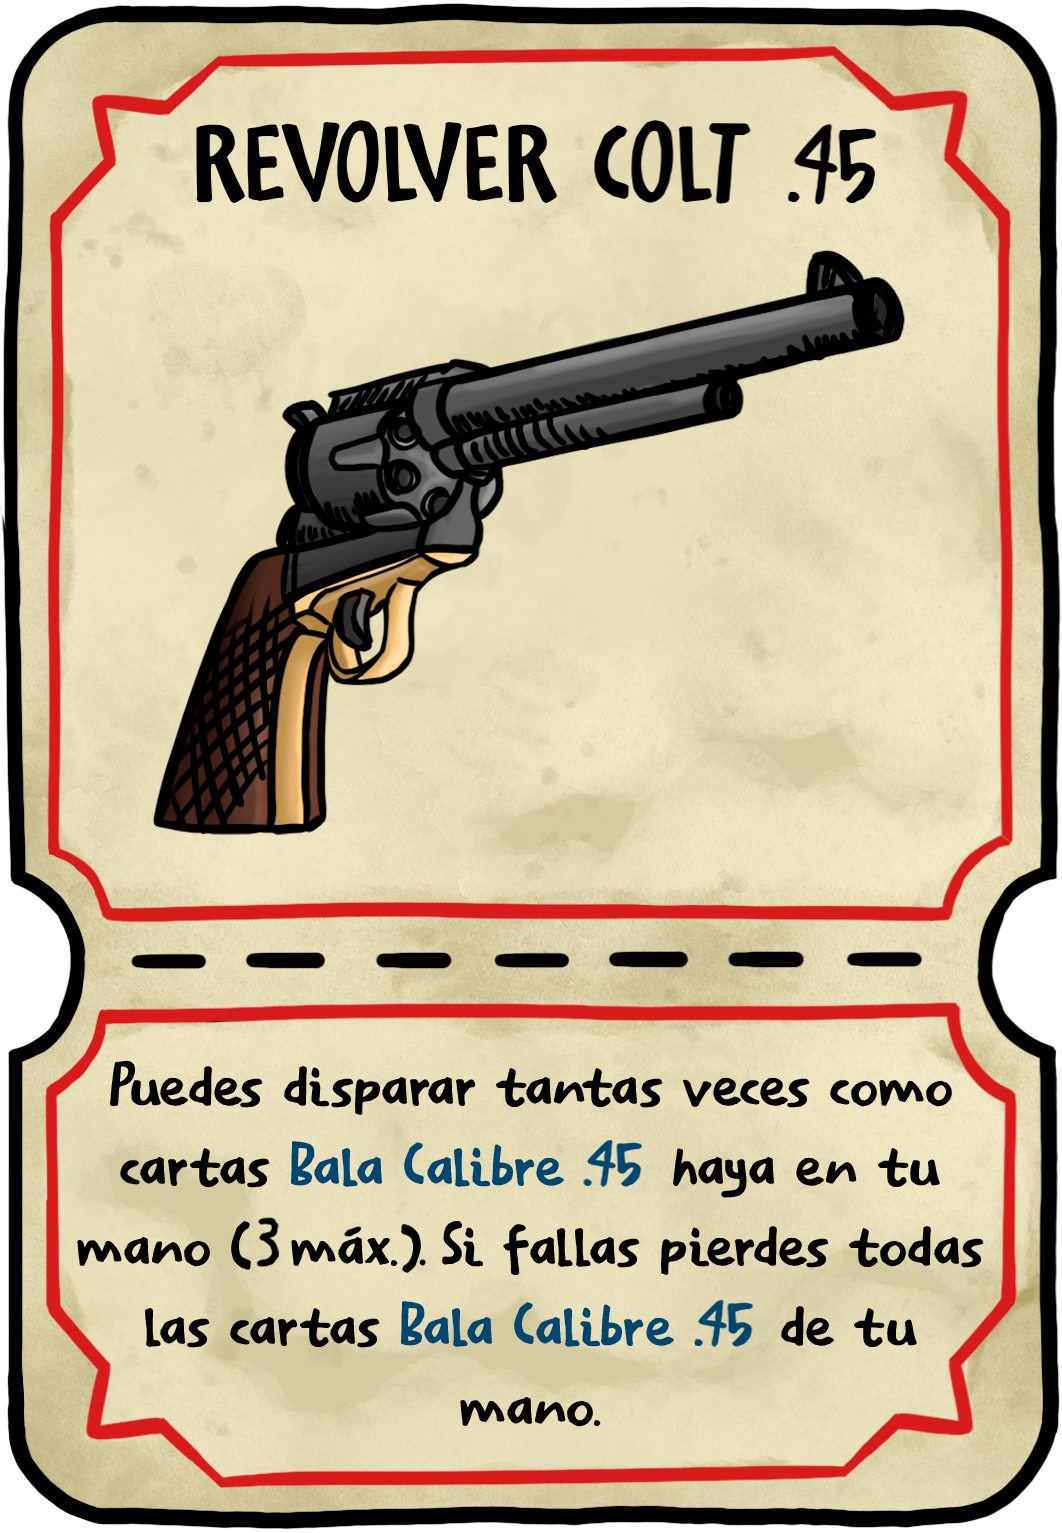 REVOLVER COLT .45
Puedes disparar tantas veces como
cartas Bala Calibre .45 haya en tu
mano (3 máx.). Si fallas pierdes todas
las cartas Bala Calibre .45 de tu
mano.